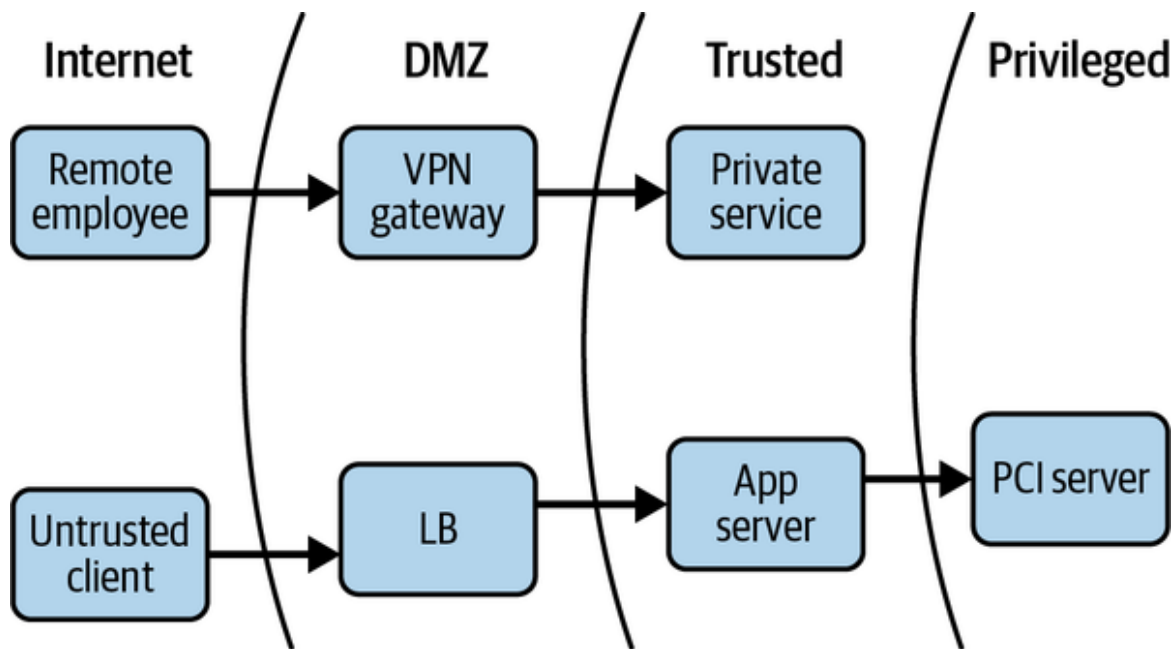 Internet
DMZ
Trusted
Privileged
Remote
employee
VPN
gateway
Private
service
Untrusted
client
LB
App
server
PCI server